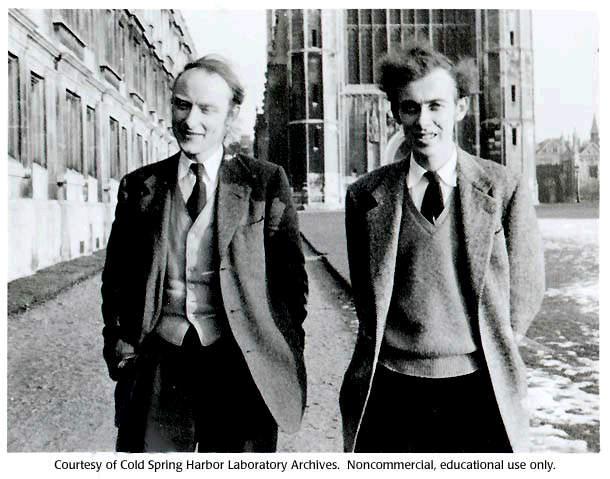 Courtesy of Cold Spring Harbor Laboratory Archives.  Noncommercial, educational use only.